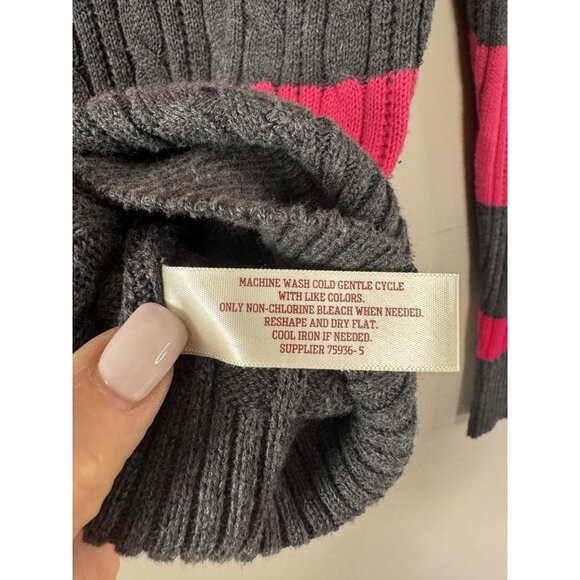 MACHINE WASH COLD GENTLE CYCLE
WITH LIKE COLORS.
ONLY NON-CHLORINE BLEACH WHEN NEEDED.
RESHAPE AND DRY FLAT.
COOL IRON IF NEEDED.
SUPPLIER 75936-5